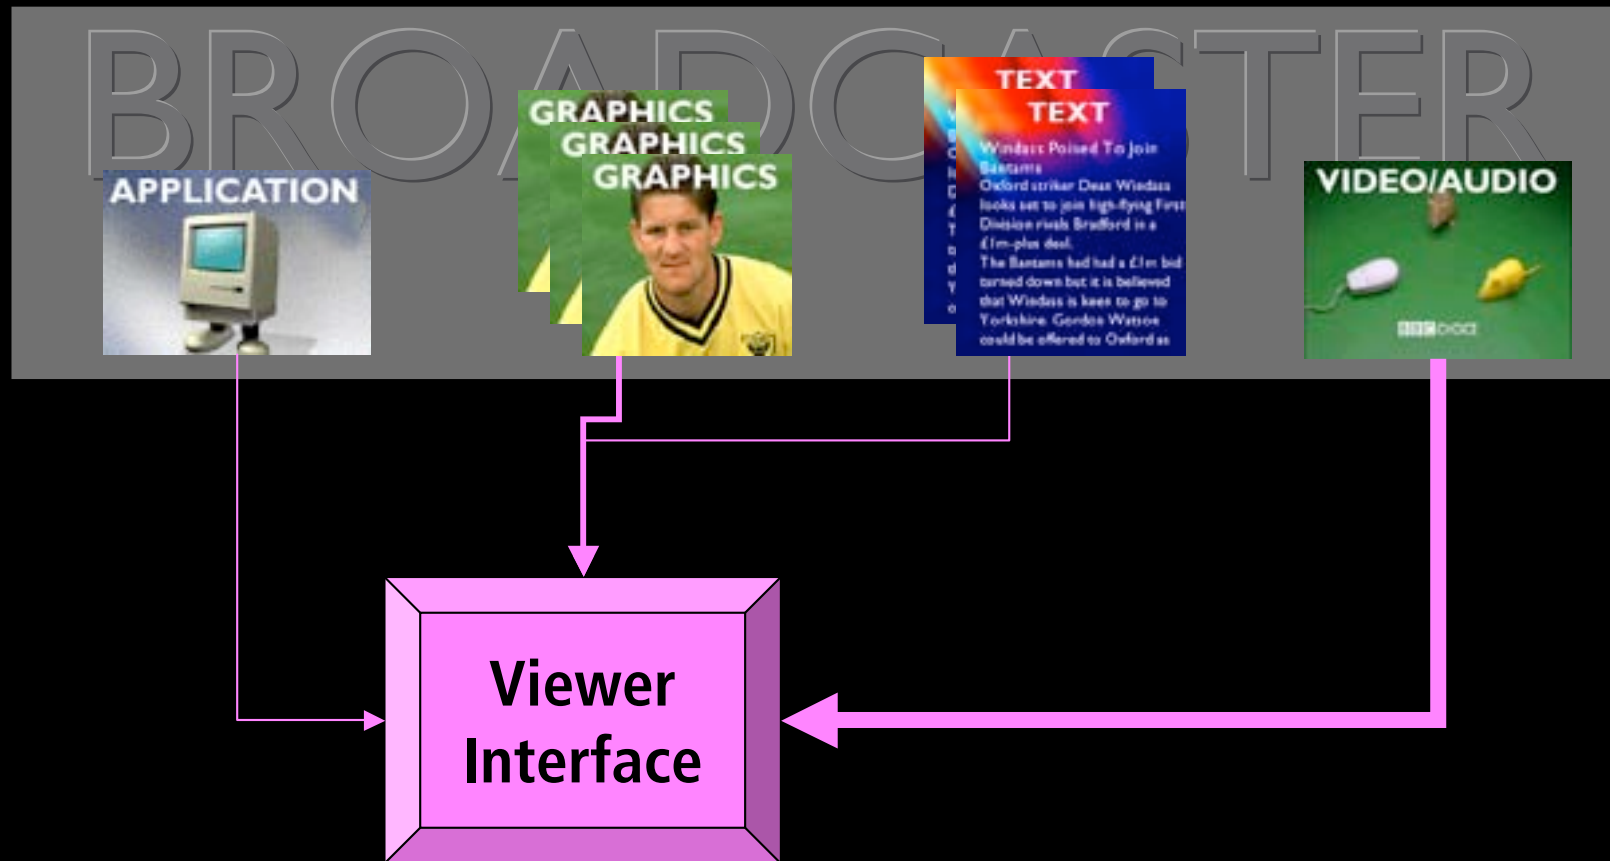 BROADCASTER
APPLICATION
GRAPHICS
GRAPHICS
GRAPHICS
TEXT
TEXT
Windass Poised To Join
Bantams
Oxford striker Dean Windass
looks set to join high-flying First
Division rivals Bradford in a
£1m-plus deal.
The Bantams had had a £1m bid
turned down but it is believed
that Windass is keen to go to
Yorkshire. Gordon Watson
could be offered to Oxford as
VIDEO/AUDIO
BBC
Viewer
Interface